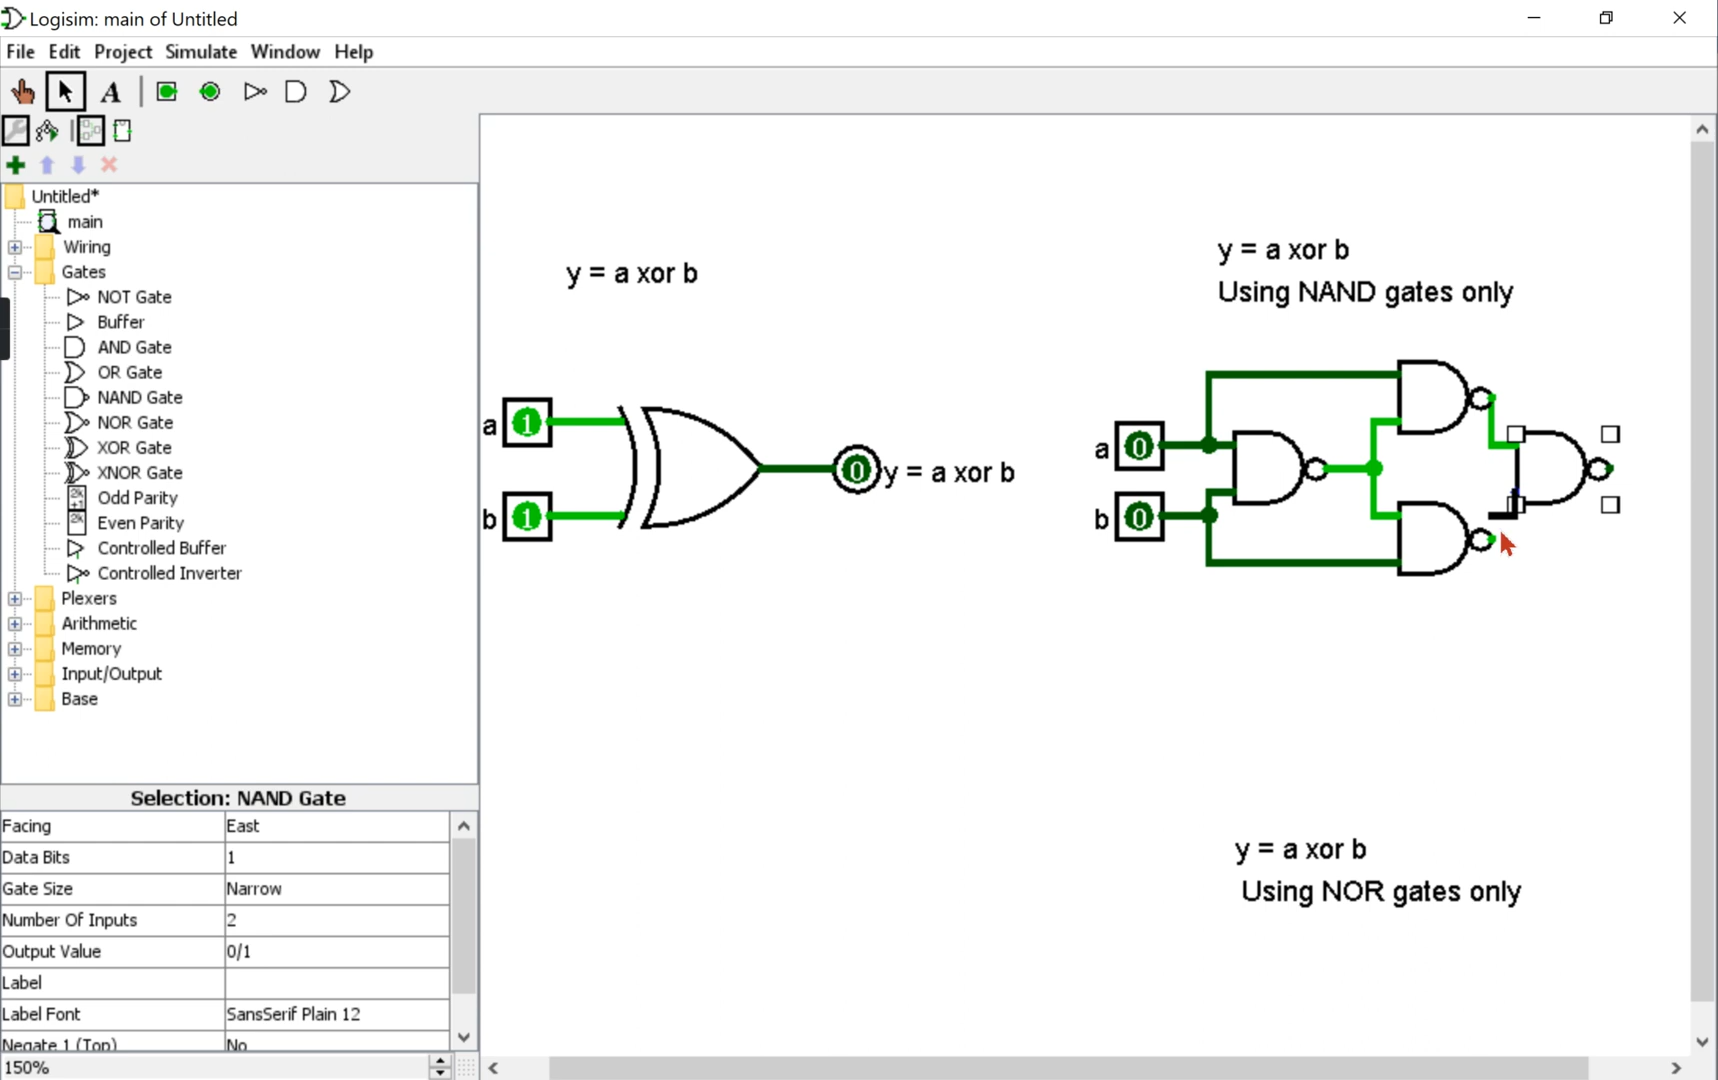 Logisim: main of Untitled
File Edit Project Simulate Window Help
A
Untitled*
main
Wiring
Gates
NOT Gate
Buffer
AND Gate
OR Gate
NAND Gate
NOR Gate
XOR Gate
XNOR Gate
Odd Parity
Even Parity
Controlled Buffer
Controlled Inverter
Plexers
Arithmetic
Memory
Input/Output
Base
Selection: NAND Gate
Facing East
Data Bits 1
Gate Size Narrow
Number Of Inputs 2
Output Value 0/1
Label
Label Font SansSerif Plain 12
Negate 1 (Top) No
150%
y = a xor b
a 1
b 1
0 y = a xor b
y = a xor b
Using NAND gates only
a 0
b 0
y = a xor b
Using NOR gates only